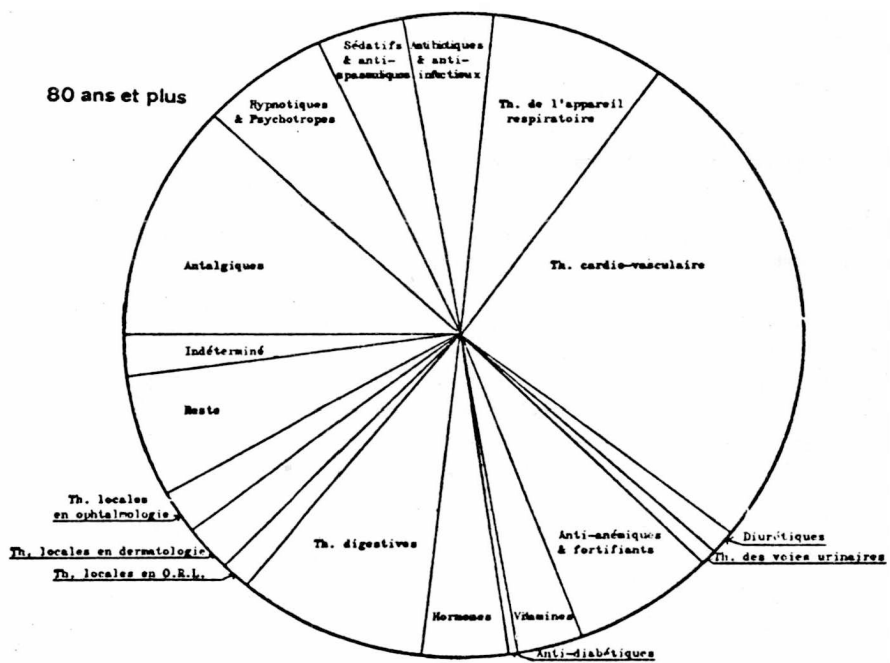 80 ans et plus
Sédatifs
& anti-
spasmodiques
Antibiotiques
& anti-
infectieux
Hypnotiques
& Psychotropes
Th. de l'appareil
respiratoire
Antalgiques
Th. cardio-vasculaire
Indéterminé
Reste
Th. locales
en ophtalmologie
Th. locales en dermatologie
Th. locales en O.R.L.
Th. digestives
Hormones
Vitamines
Anti-diabétiques
Anti-anémiques
& fortifiants
Diurétiques
Th. des voies urinaires